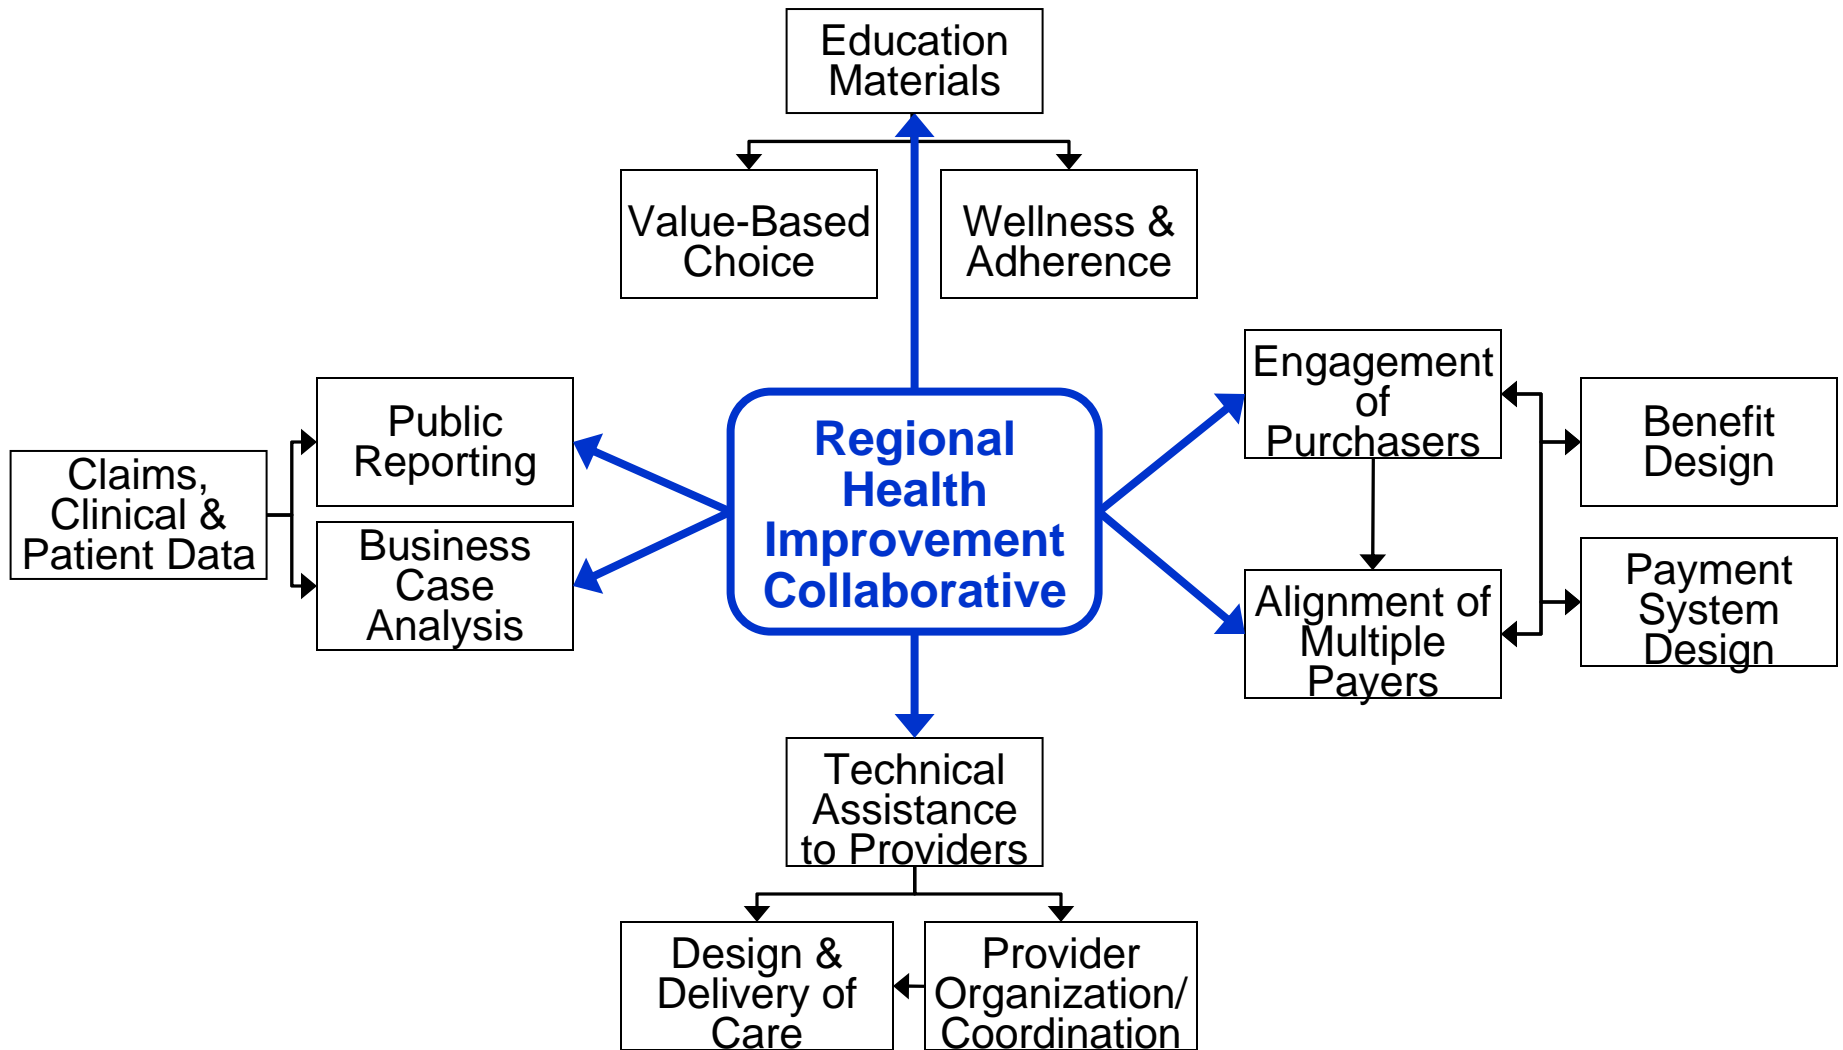 Education
Materials
Value-Based
Choice
Wellness &
Adherence
Engagement
of
Purchasers
Benefit
Design
Public
Reporting
Claims,
Clinical &
Patient Data
Business
Case
Analysis
Regional
Health
Improvement
Collaborative
Alignment of
Multiple
Payers
Payment
System
Design
Technical
Assistance
to Providers
Design &
Delivery of
Care
Provider
Organization/
Coordination